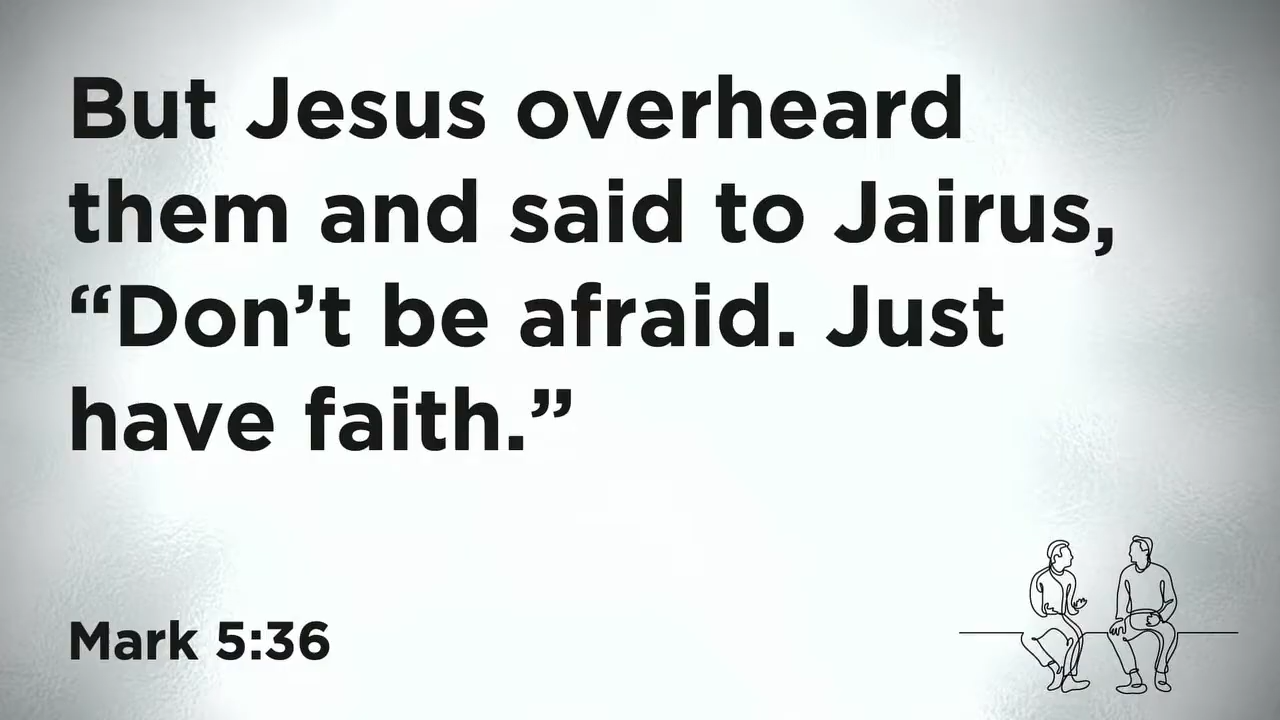 But Jesus overheard
them and said to Jairus,
“Don’t be afraid. Just
have faith.”
Mark 5:36